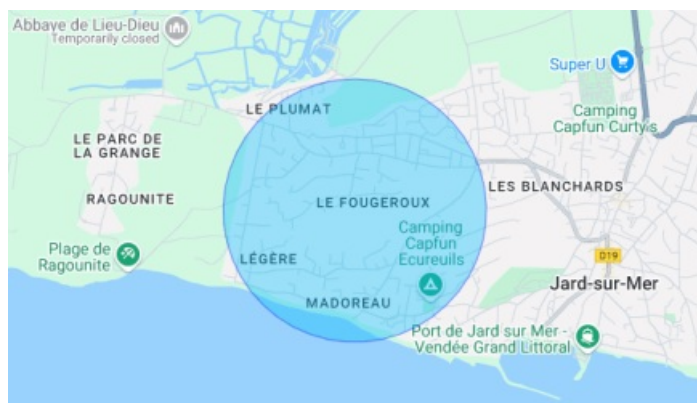 Abbaye de Lieu-Dieu
Temporarily closed
Super U
LE PLUMAT
Camping
Capfun Curtys
LE PARC DE
LA GRANGE
RAGOUNITE
LE FOUGEROUX
LES BLANCHARDS
Camping
Capfun
Ecureuils
Plage de
Ragounite
LÉGÈRE
D19
Jard-sur-Mer
MADOREAU
Port de Jard sur Mer -
Vendée Grand Littoral